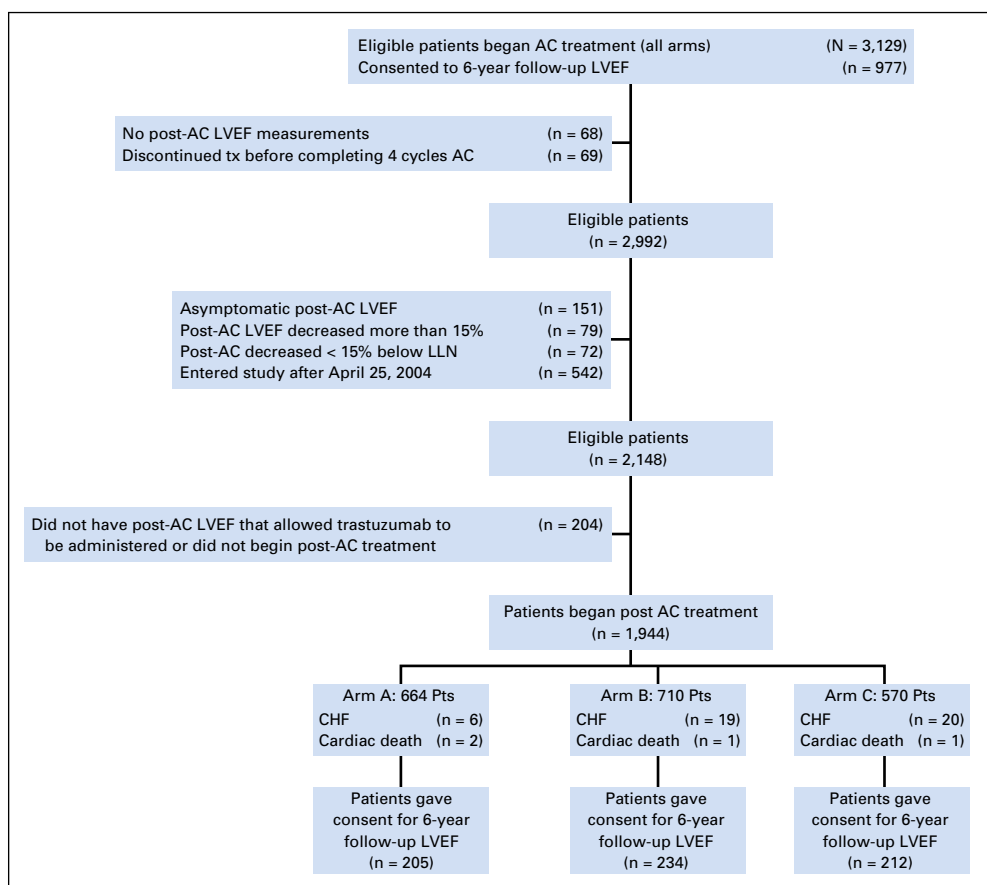 Eligible patients began AC treatment (all arms) (N = 3,129)
Consented to 6-year follow-up LVEF (n = 977)
No post-AC LVEF measurements (n = 68)
Discontinued tx before completing 4 cycles AC (n = 69)
Eligible patients
(n = 2,992)
Asymptomatic post-AC LVEF (n = 151)
Post-AC LVEF decreased more than 15% (n = 79)
Post-AC decreased < 15% below LLN (n = 72)
Entered study after April 25, 2004 (n = 542)
Eligible patients
(n = 2,148)
Did not have post-AC LVEF that allowed trastuzumab to (n = 204)
be administered or did not begin post-AC treatment
Patients began post AC treatment
(n = 1,944)
Arm A: 664 Pts
CHF (n = 6)
Cardiac death (n = 2)
Arm B: 710 Pts
CHF (n = 19)
Cardiac death (n = 1)
Arm C: 570 Pts
CHF (n = 20)
Cardiac death (n = 1)
Patients gave
consent for 6-year
follow-up LVEF
(n = 205)
Patients gave
consent for 6-year
follow-up LVEF
(n = 234)
Patients gave
consent for 6-year
follow-up LVEF
(n = 212)